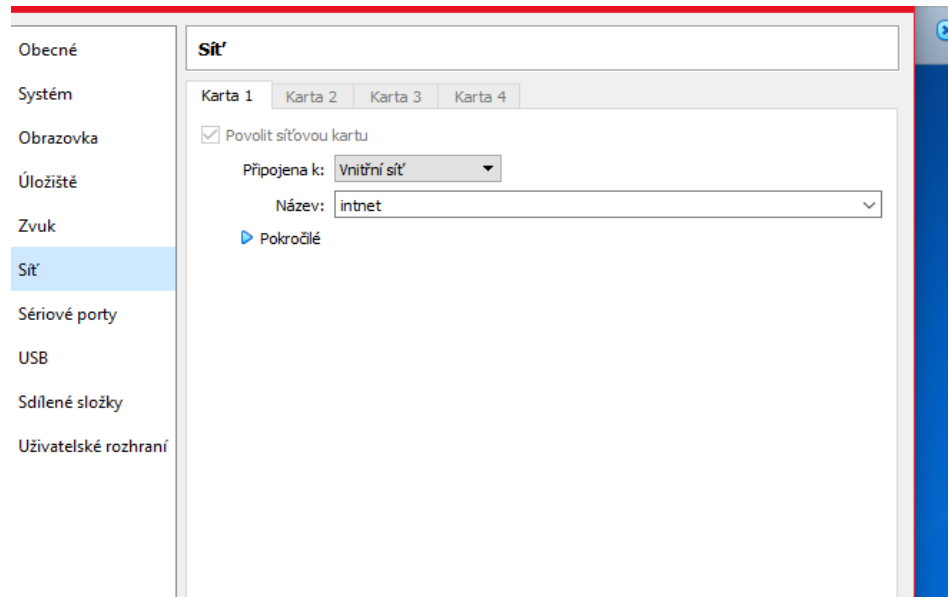 Obecné
Systém
Obrazovka
Úložiště
Zvuk
Síť
Sériové porty
USB
Sdílené složky
Uživatelské rozhraní
Síť
Karta 1
Karta 2
Karta 3
Karta 4
Povolit síťovou kartu
Připojena k: Vnitřní síť
Název: intnet
Pokročilé